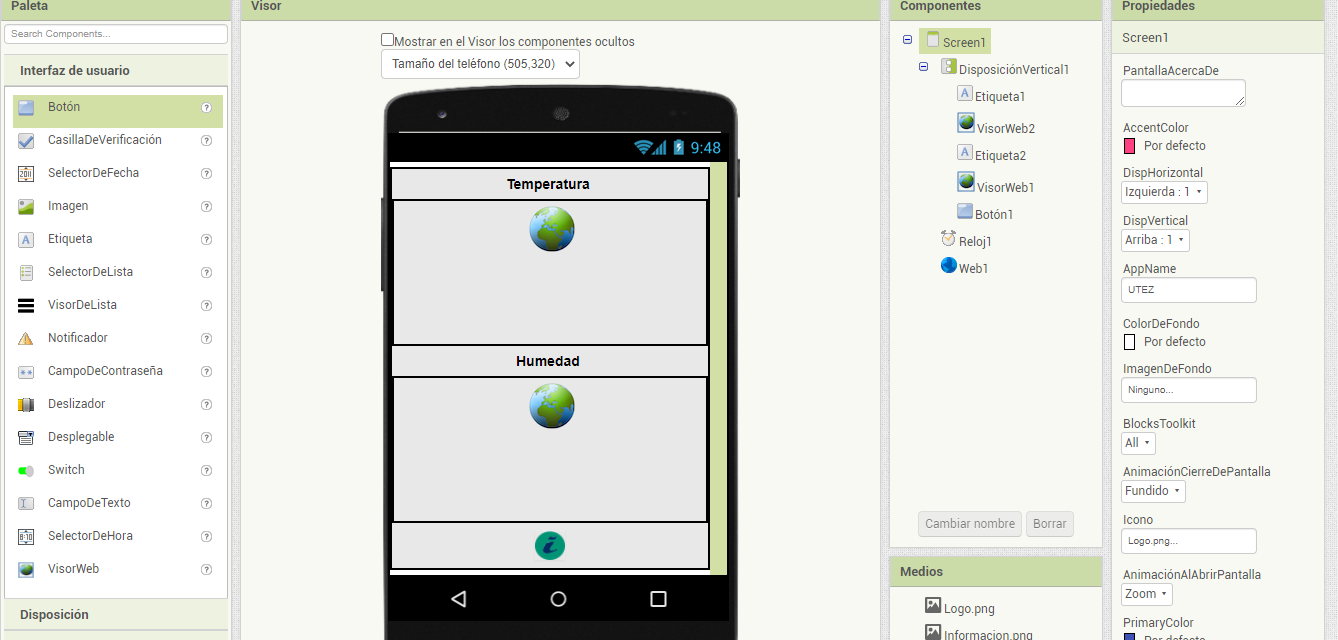 Paleta
Search Components...
Interfaz de usuario
Botón
CasillaDeVerificación
SelectorDeFecha
Imagen
Etiqueta
SelectorDeLista
VisorDeLista
Notificador
CampoDeContraseña
Deslizador
Desplegable
Switch
CampoDeTexto
SelectorDeHora
VisorWeb
Disposición
Visor
Mostrar en el Visor los componentes ocultos
Tamaño del teléfono (505,320)
9:48
Temperatura
Humedad
Componentes
Screen1
DisposiciónVertical1
Etiqueta1
VisorWeb2
Etiqueta2
VisorWeb1
Botón1
Reloj1
Web1
Cambiar nombre Borrar
Medios
Logo.png
Informacion.png
Propiedades
Screen1
PantallaAcercaDe
AccentColor
Por defecto
DispHorizontal
Izquierda : 1
DispVertical
Arriba : 1
AppName
UTEZ
ColorDeFondo
Por defecto
ImagenDeFondo
Ninguno...
BlocksToolkit
All
AnimaciónCierreDePantalla
Fundido
Icono
Logo.png...
AnimaciónAlAbrirPantalla
Zoom
PrimaryColor
Por defecto